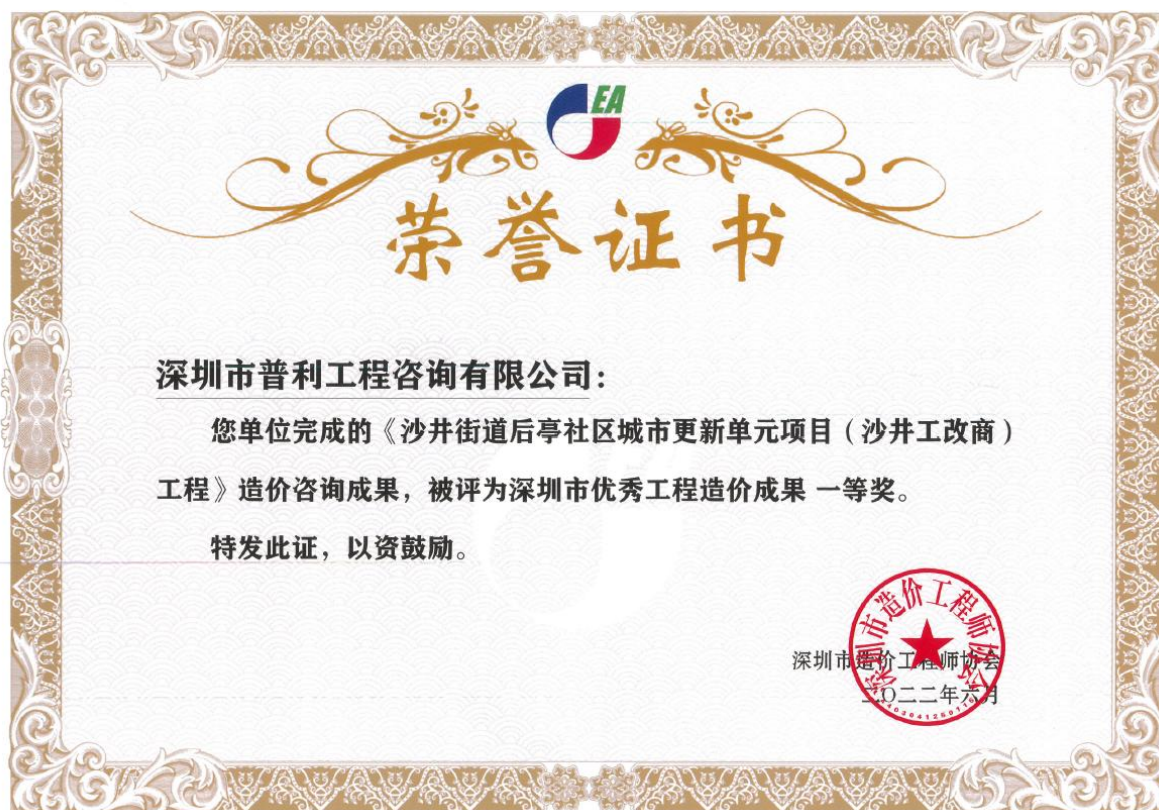 EA
荣誉证书
深圳市普利工程咨询有限公司：
您单位完成的《沙井街道后亭社区城市更新单元项目（沙井工改商）
工程》造价咨询成果，被评为深圳市优秀工程造价成果 一等奖。
特发此证，以资鼓励。
深圳市造价工程师协会
深圳市造价工程师协会
二〇二二年六月